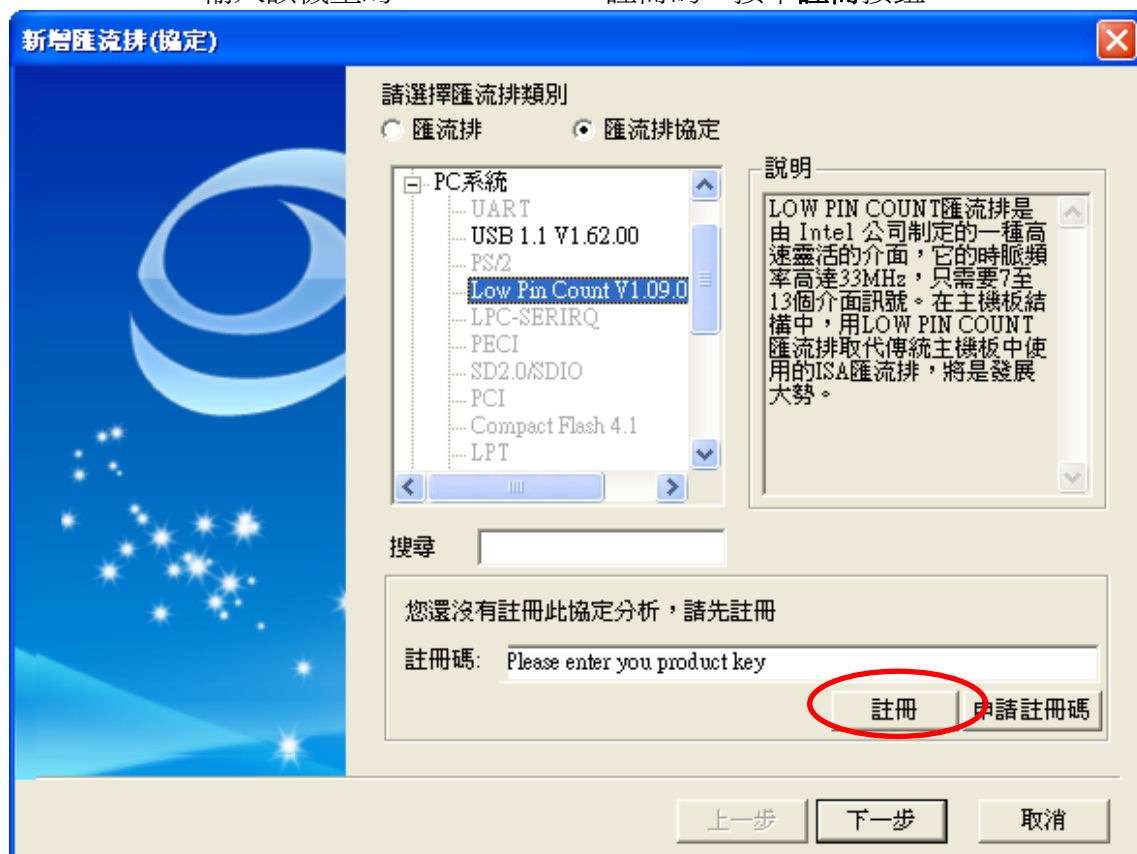 新增匯流排(協定)
請選擇匯流排類別
匯流排
匯流排協定
PC系統
UART
USB 1.1 V1.62.00
PS/2
Low Pin Count V1.09.0
LPC-SERIRQ
PECI
SD2.0/SDIO
PCI
Compact Flash 4.1
LPT
說明
LOW PIN COUNT匯流排是
由 Intel 公司制定的一種高
速靈活的介面，它的時脈頻
率高達33MHz，只需要7至
13個介面訊號。在主機板結
構中，用LOW PIN COUNT
匯流排取代傳統主機板中使
用的ISA匯流排，將是發展
大勢。
搜尋
您還沒有註冊此協定分析，請先註冊
註冊碼: Please enter you product key
註冊
申請註冊碼
上一步
下一步
取消